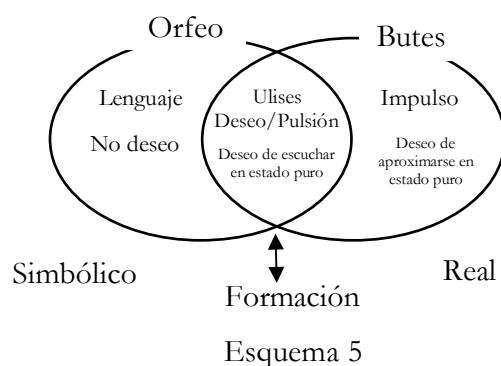 Orfeo
Butes
Lenguaje
No deseo
Ulises
Deseo/Pulsión
Deseo de escuchar
en estado puro
Impulso
Deseo de
aproximarse en
estado puro
Simbólico
Real
Formación
Esquema 5